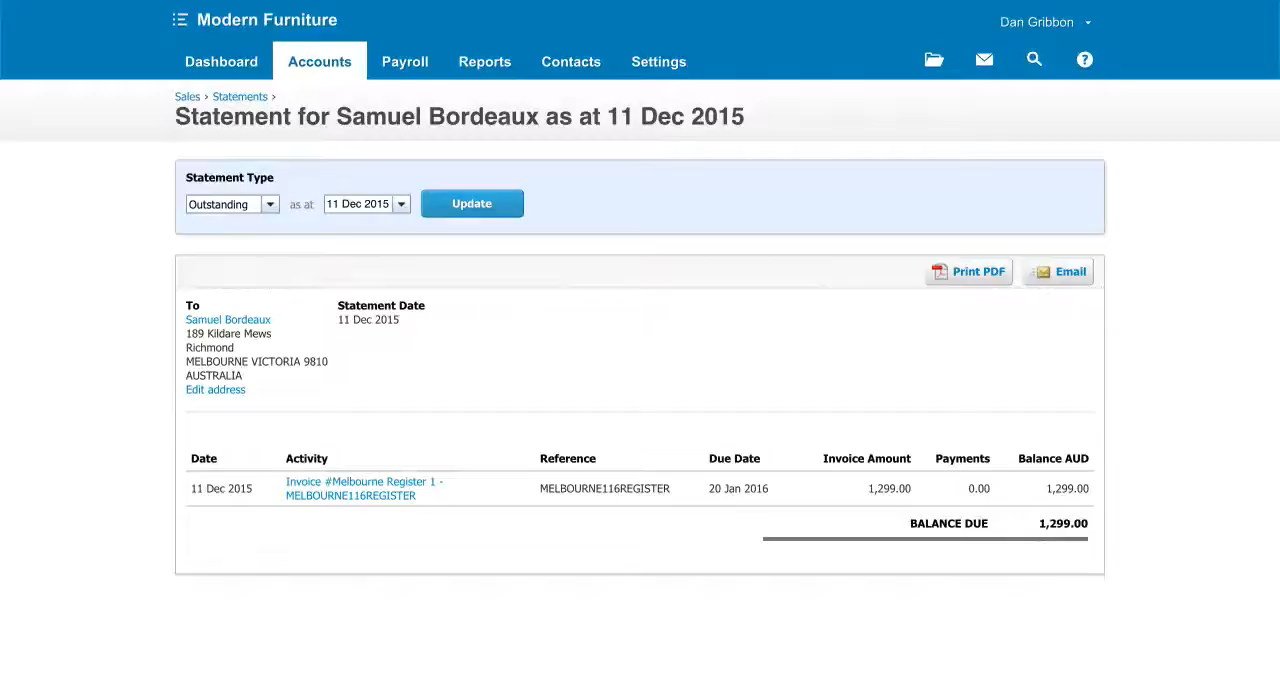 Modern Furniture
Dan Gribbon
Dashboard Accounts Payroll Reports Contacts Settings
?
Sales › Statements ›
Statement for Samuel Bordeaux as at 11 Dec 2015
Statement Type
Outstanding as at 11 Dec 2015 Update
Print PDF Email
To Statement Date
Samuel Bordeaux 11 Dec 2015
189 Kildare Mews
Richmond
MELBOURNE VICTORIA 9810
AUSTRALIA
Edit address
Date Activity Reference Due Date Invoice Amount Payments Balance AUD
11 Dec 2015 Invoice #Melbourne Register 1 - MELBOURNE116REGISTER 20 Jan 2016 1,299.00 0.00 1,299.00
MELBOURNE116REGISTER
BALANCE DUE 1,299.00